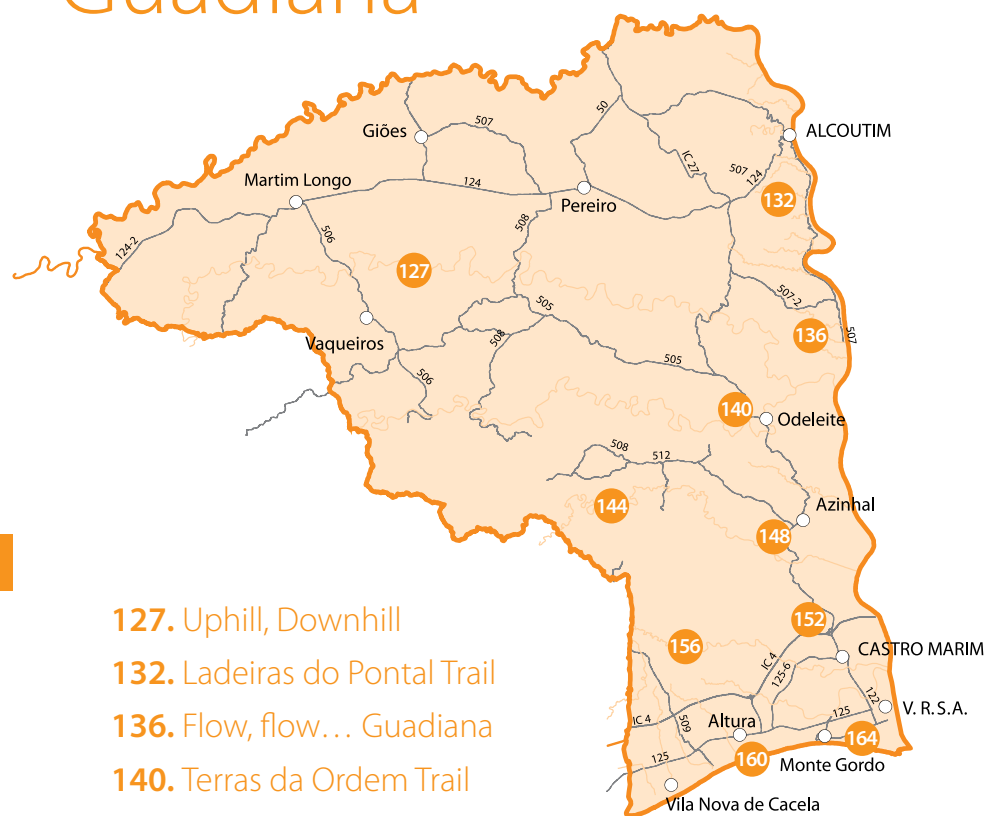 Guadiana
50
Giões
507
ALCOUTIM
IC 27
507
124
Martim Longo
124
132
Pereiro
124-2
506
508
127
507-2
505
136
507
Vaqueiros
508
505
506
140
Odeleite
508
512
144
Azinhal
148
127. Uphill, Downhill
152
156
CASTRO MARIM
IC 4
132. Ladeiras do Pontal Trail
125-6
122
V. R. S. A.
IC 4
509
Altura
125
136. Flow, flow… Guadiana
164
125
160
Monte Gordo
140. Terras da Ordem Trail
Vila Nova de Cacela